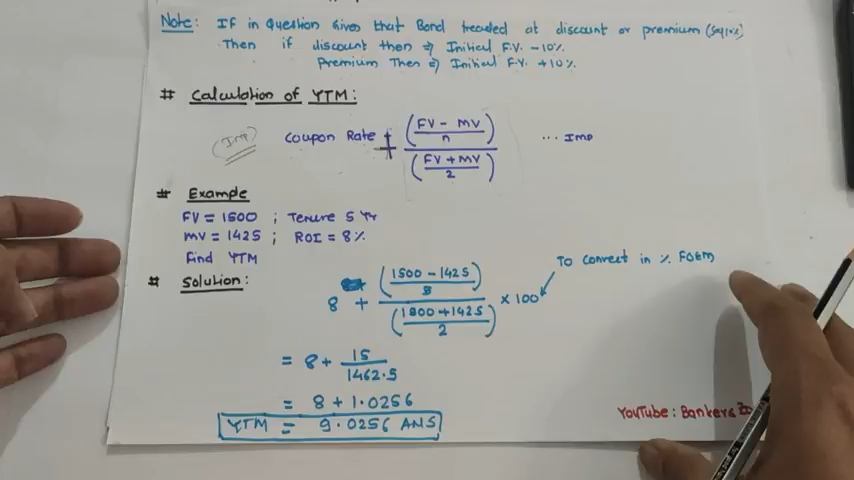 Note: If in Question Given that Bond treaded at discount or premium (say 10%)
Then if discount then ⇒ Initial F.V. - 10%
Premium Then ⇒ Initial F.V. + 10%
# Calculation of YTM:
(Imp) Coupon Rate + ((FV - MV)/n) / ((FV + MV)/2) ... Imp
# Example
FV = 1500 ; Tenure 5 Yr
MV = 1425 ; ROI = 8%
Find YTM
# Solution:
8 + ((1500 - 1425)/5) / ((1500 + 1425)/2) × 100 To Convert in % FOEM
= 8 + 15/1462.5
= 8 + 1.0256
YTM = 9.0256 ANS
YouTube: Bankers